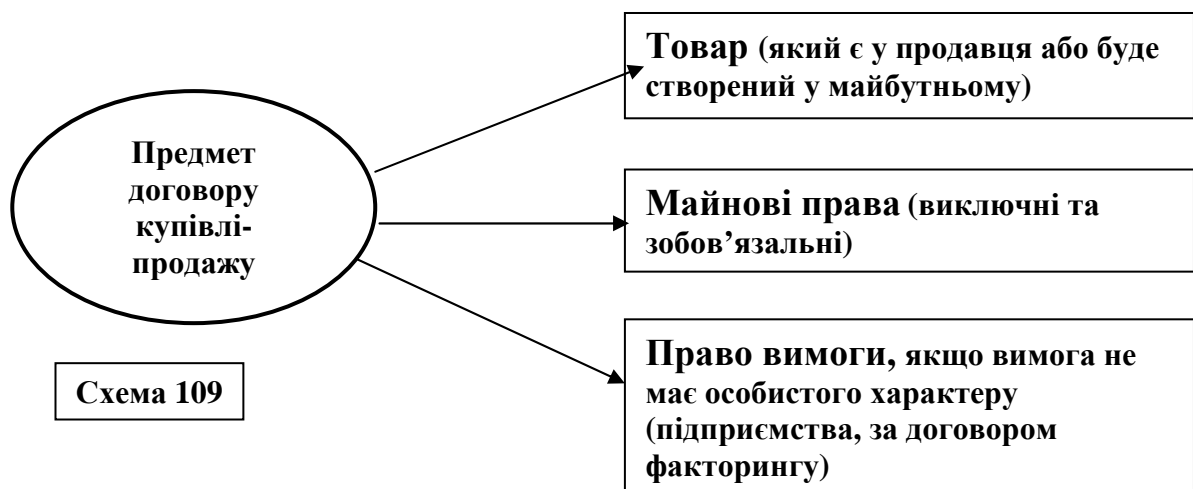 Предмет
договору
купівлі-
продажу
Товар (який є у продавця або буде
створений у майбутньому)
Майнові права (виключні та
зобов’язальні)
Право вимоги, якщо вимога не
має особистого характеру
(підприємства, за договором
факторингу)
Схема 109